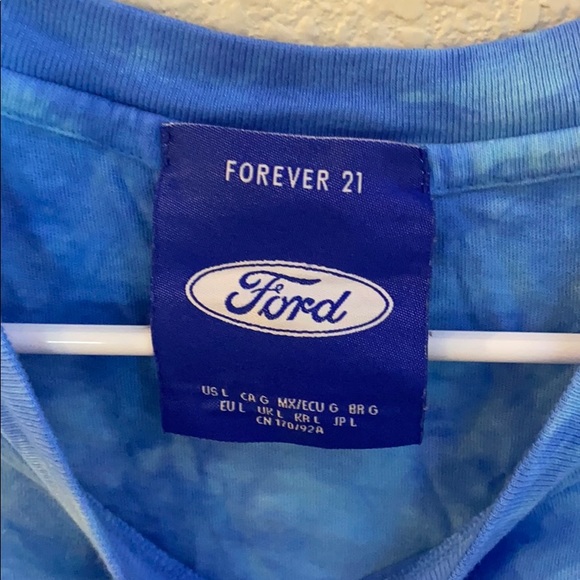 FOREVER 21
Ford
US L CA G MX/ECU G BR G
EU L UK L KR L JP L
CN 170/92A